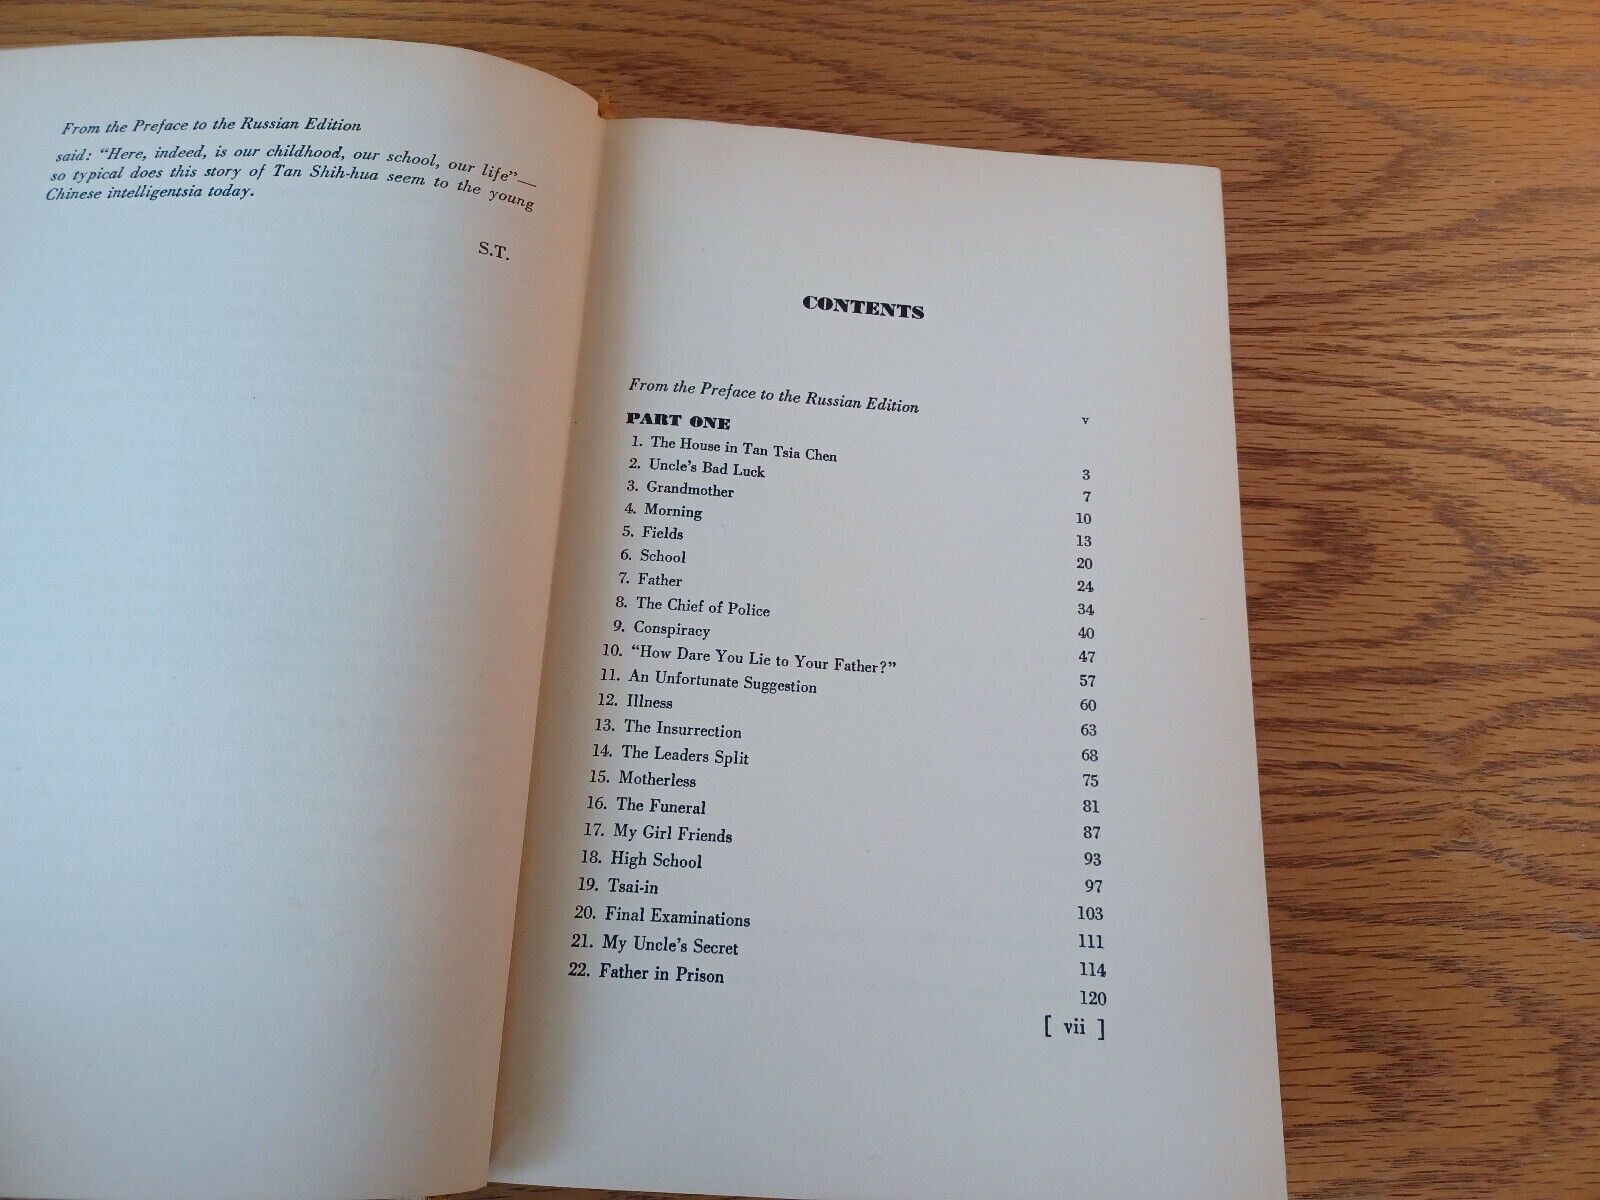 From the Preface to the Russian Edition
said: "Here, indeed, is our childhood, our school, our life"—
so typical does this story of Tan Shih-hua seem to the young
Chinese intelligentsia today.
S.T.
CONTENTS
From the Preface to the Russian Edition v
PART ONE
1. The House in Tan Tsia Chen 3
2. Uncle's Bad Luck 7
3. Grandmother 10
4. Morning 13
5. Fields 20
6. School 24
7. Father 34
8. The Chief of Police 40
9. Conspiracy 47
10. "How Dare You Lie to Your Father?" 57
11. An Unfortunate Suggestion 60
12. Illness 63
13. The Insurrection 68
14. The Leaders Split 75
15. Motherless 81
16. The Funeral 87
17. My Girl Friends 93
18. High School 97
19. Tsai-in 103
20. Final Examinations 111
21. My Uncle's Secret 114
22. Father in Prison 120
[ vii ]